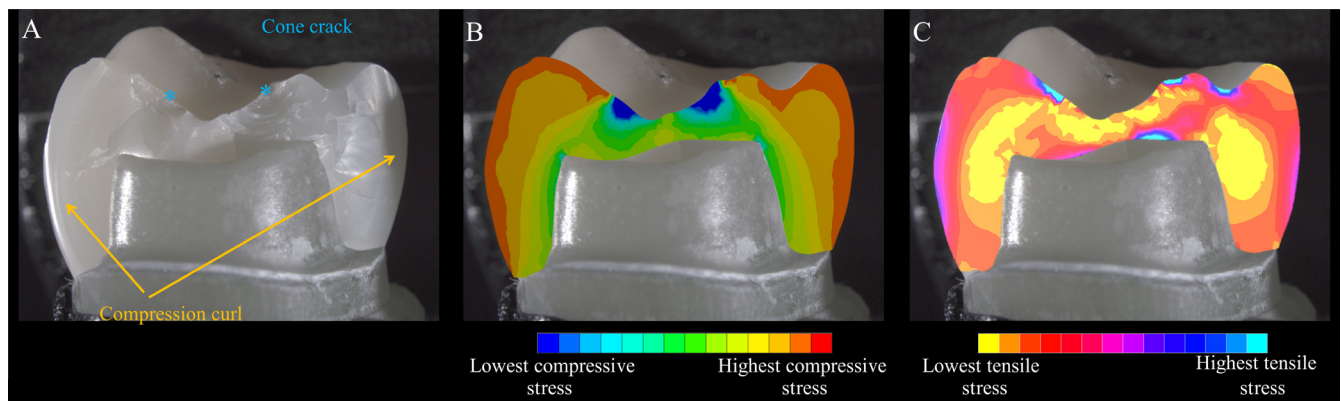 A
Cone crack
*
*
Compression curl
B
Lowest compressive
stress
Highest compressive
stress
C
Lowest tensile
stress
Highest tensile
stress